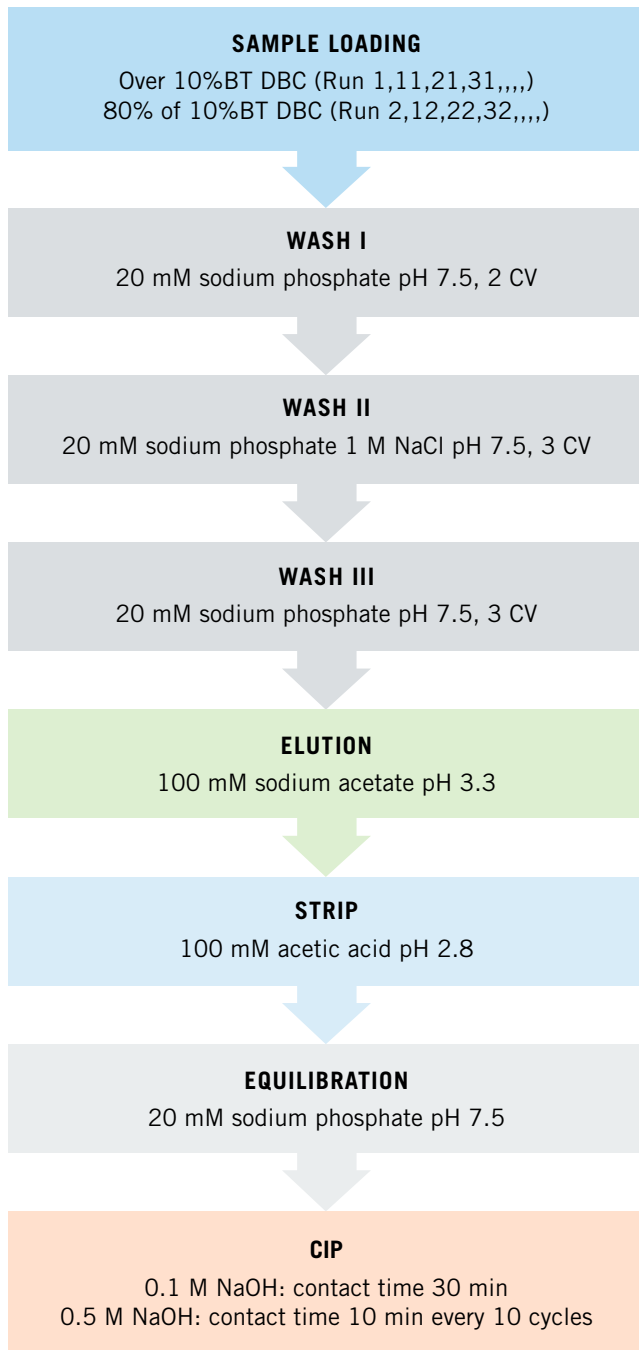 SAMPLE LOADING
Over 10%BT DBC (Run 1,11,21,31,,,,)
80% of 10%BT DBC (Run 2,12,22,32,,,,)
WASH I
20 mM sodium phosphate pH 7.5, 2 CV
WASH II
20 mM sodium phosphate 1 M NaCl pH 7.5, 3 CV
WASH III
20 mM sodium phosphate pH 7.5, 3 CV
ELUTION
100 mM sodium acetate pH 3.3
STRIP
100 mM acetic acid pH 2.8
EQUILIBRATION
20 mM sodium phosphate pH 7.5
CIP
0.1 M NaOH: contact time 30 min
0.5 M NaOH: contact time 10 min every 10 cycles